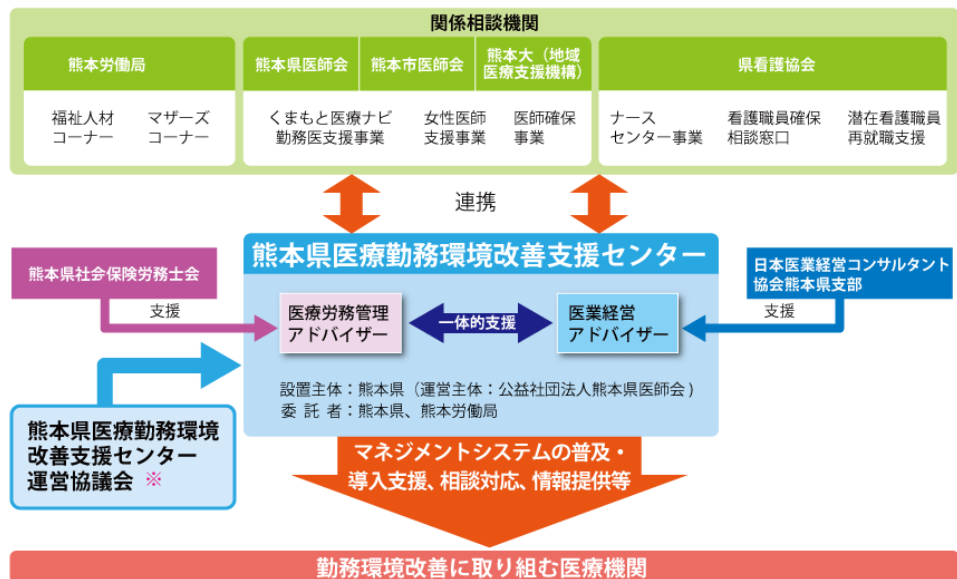 関係相談機関
熊本労働局
熊本県医師会
熊本市医師会
熊本大（地域
医療支援機構）
県看護協会
福祉人材
コーナー
マザーズ
コーナー
くまもと医療ナビ
勤務医支援事業
女性医師
支援事業
医師確保
事業
ナース
センター事業
看護職員確保
相談窓口
潜在看護職員
再就職支援
連携
熊本県医療勤務環境改善支援センター
熊本県社会保険労務士会
支援
日本医業経営コンサルタント
協会熊本県支部
支援
医療労務管理
アドバイザー
一体的支援
医業経営
アドバイザー
設置主体：熊本県（運営主体：公益社団法人熊本県医師会）
委 託 者：熊本県、熊本労働局
熊本県医療勤務環境
改善支援センター
運営協議会 ※
マネジメントシステムの普及・
導入支援、相談対応、情報提供等
勤務環境改善に取り組む医療機関